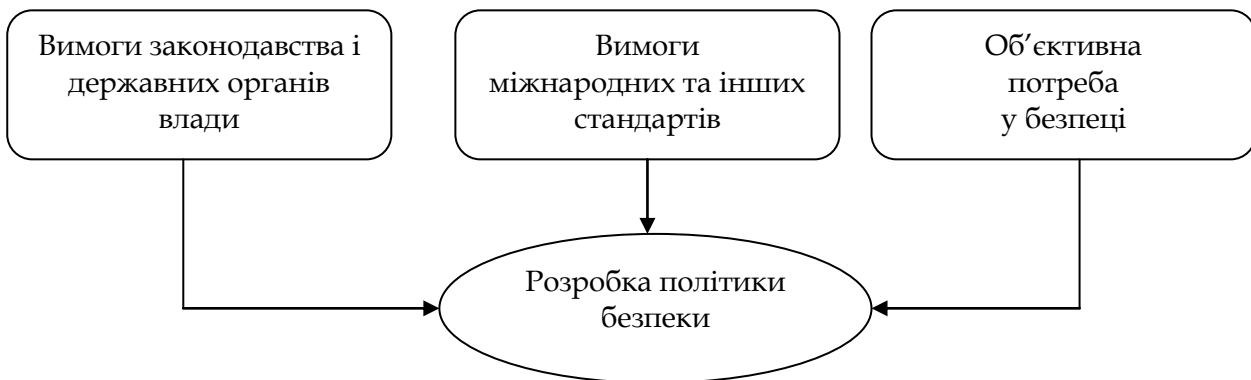 Вимоги законодавства і
державних органів
влади
Вимоги
міжнародних та інших
стандартів
Об’єктивна
потреба
у безпеці
Розробка політики
безпеки